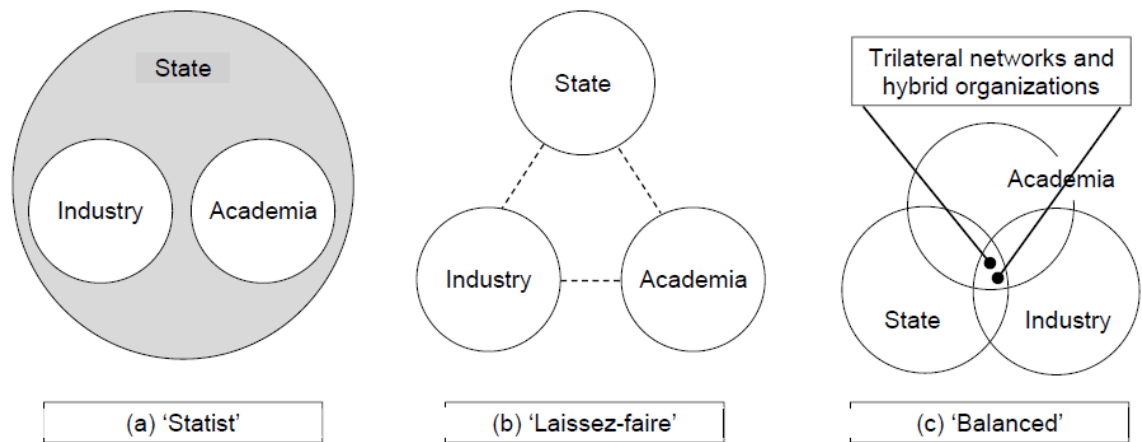 State
Industry
Academia
(a) ‘Statist’
State
Industry
Academia
(b) ‘Laissez-faire’
Trilateral networks and
hybrid organizations
Academia
State
Industry
(c) ‘Balanced’